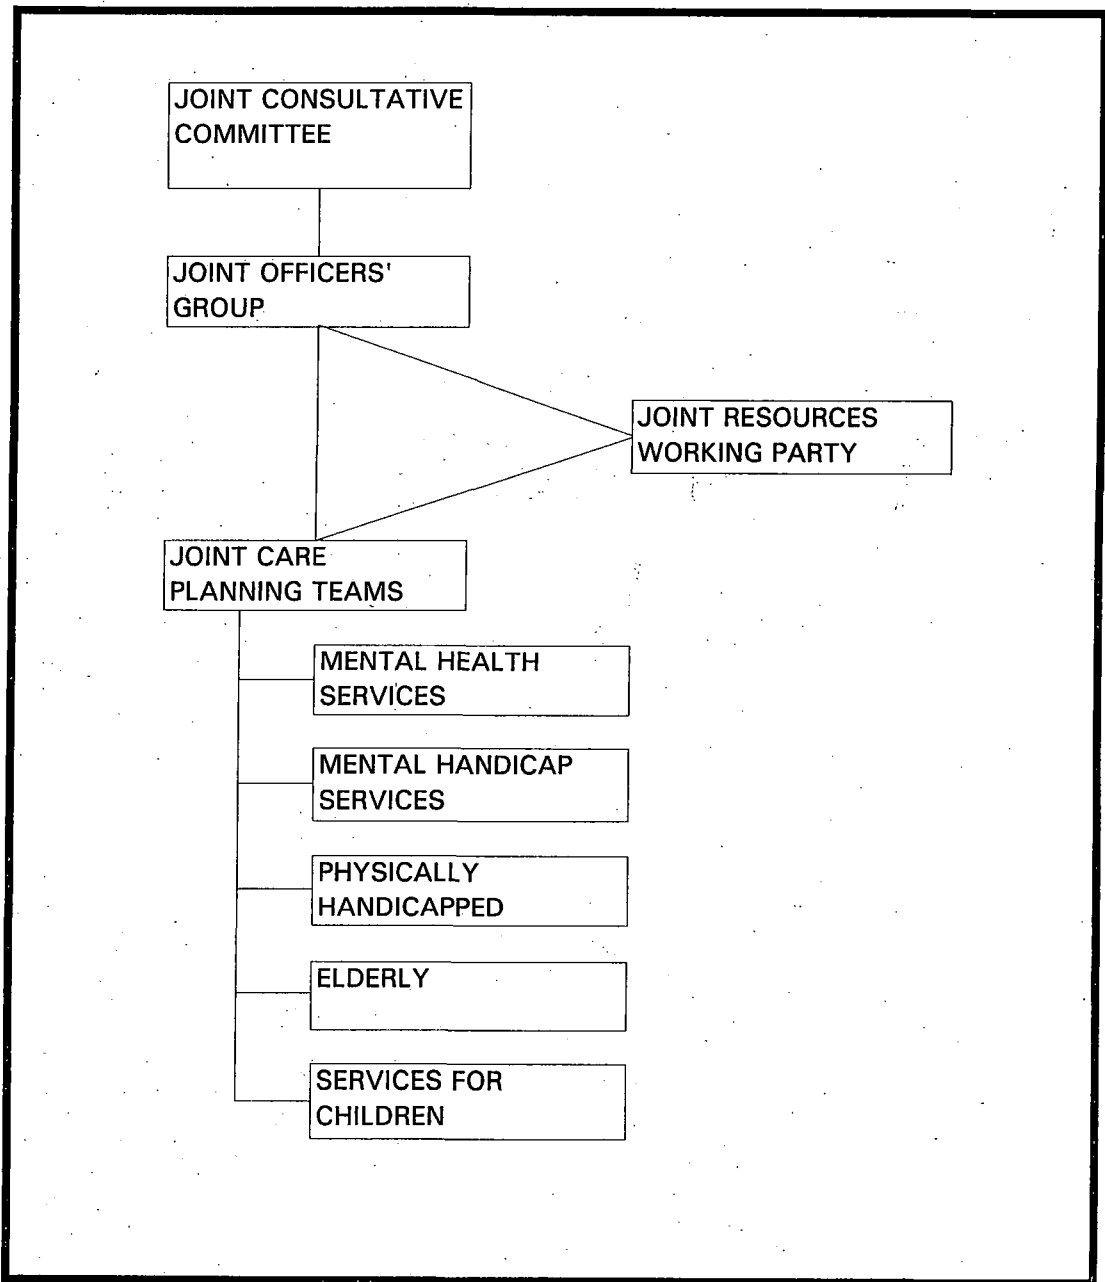 JOINT CONSULTATIVE
COMMITTEE
JOINT OFFICERS'
GROUP
JOINT RESOURCES
WORKING PARTY
JOINT CARE
PLANNING TEAMS
MENTAL HEALTH
SERVICES
MENTAL HANDICAP
SERVICES
PHYSICALLY
HANDICAPPED
ELDERLY
SERVICES FOR
CHILDREN